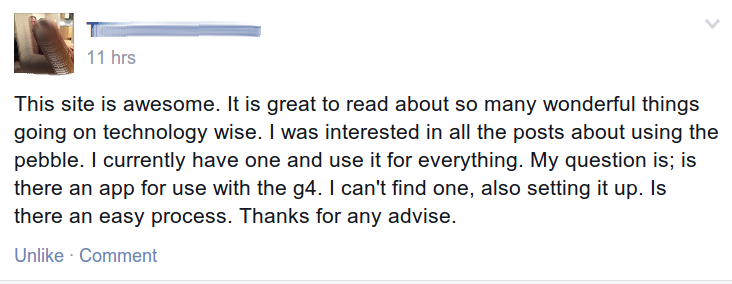 11 hrs
This site is awesome. It is great to read about so many wonderful things
going on technology wise. I was interested in all the posts about using the
pebble. I currently have one and use it for everything. My question is; is
there an app for use with the g4. I can't find one, also setting it up. Is
there an easy process. Thanks for any advise.
Unlike · Comment